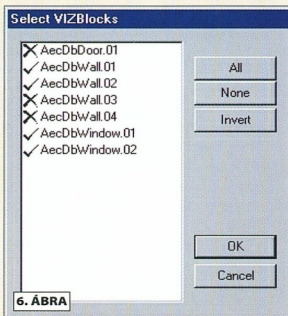 Select VIZBlocks
AecDbDoor.01
AecDbWall.01
AecDbWall.02
AecDbWall.03
AecDbWall.04
AecDbWindow.01
AecDbWindow.02
All
None
Invert
OK
Cancel
6. ÁBRA